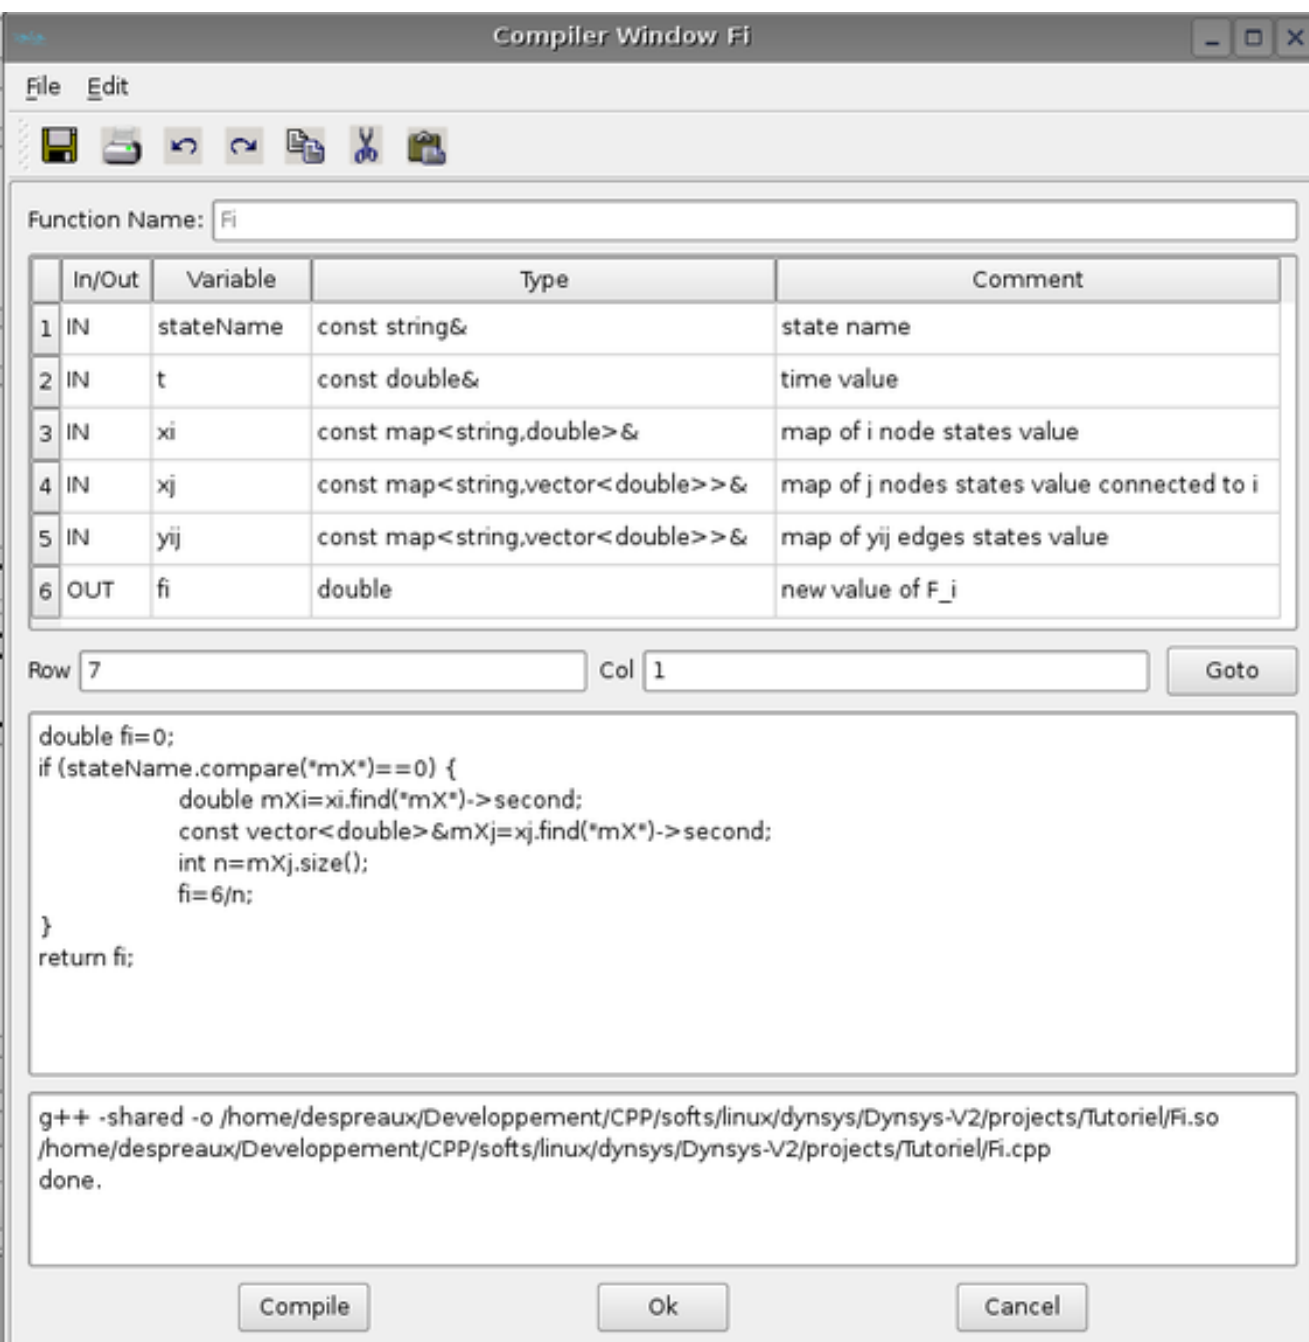 Compiler Window Fi
File Edit
Function Name: Fi
In/Out Variable Type Comment
1 IN stateName const string& state name
2 IN t const double& time value
3 IN xi const map<string,double>& map of i node states value
4 IN xj const map<string,vector<double>>& map of j nodes states value connected to i
5 IN yij const map<string,vector<double>>& map of yij edges states value
6 OUT fi double new value of F_i
Row 7 Col 1 Goto
double fi=0;
if (stateName.compare("mX")==0) {
double mXi=xi.find("mX")->second;
const vector<double>&mXj=xj.find("mX")->second;
int n=mXj.size();
fi=6/n;
}
return fi;
g++ -shared -o /home/despreaux/Developpement/CPP/softs/linux/dynsys/Dynsys-V2/projects/Tutoriel/Fi.so
/home/despreaux/Developpement/CPP/softs/linux/dynsys/Dynsys-V2/projects/Tutoriel/Fi.cpp
done.
Compile Ok Cancel